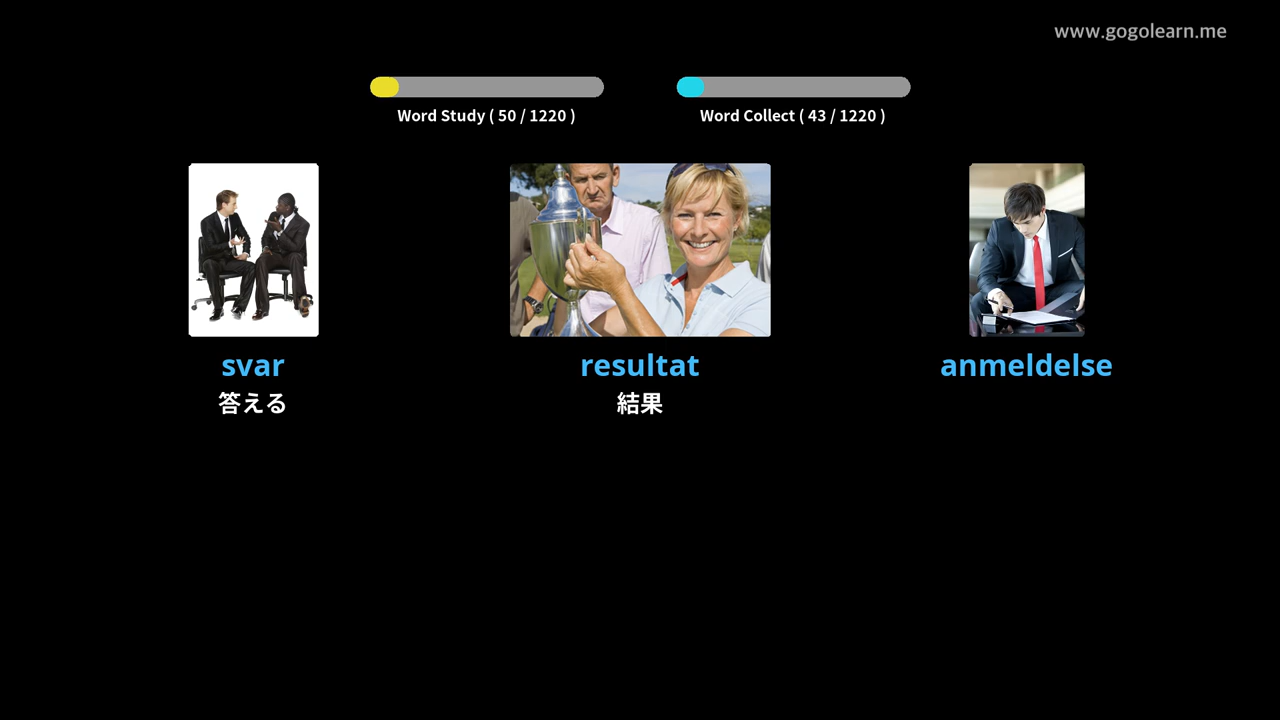 www.gogolearn.me
Word Study ( 50 / 1220 )
Word Collect ( 43 / 1220 )
svar
resultat
anmeldelse
答える
結果